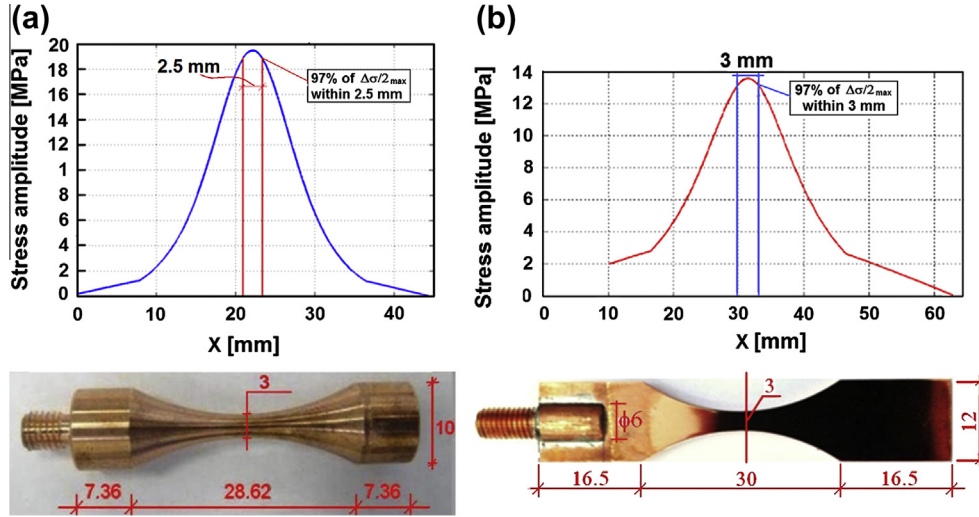 (a)
Stress amplitude [MPa]
20
18
16
14
12
1
8
6
4
2
0
2.5 mm
97% of Δσ/2max
within 2.5 mm
0 10 20 30 40
X [mm]
3
10
7.36 28.62 7.36
(b)
Stress amplitude [MPa]
14
12
10
8
6
4
2
0
3 mm
97% of Δσ/2max
within 3 mm
0 10 20 30 40 50 60
X [mm]
ϕ6
3
12
16.5 30 16.5